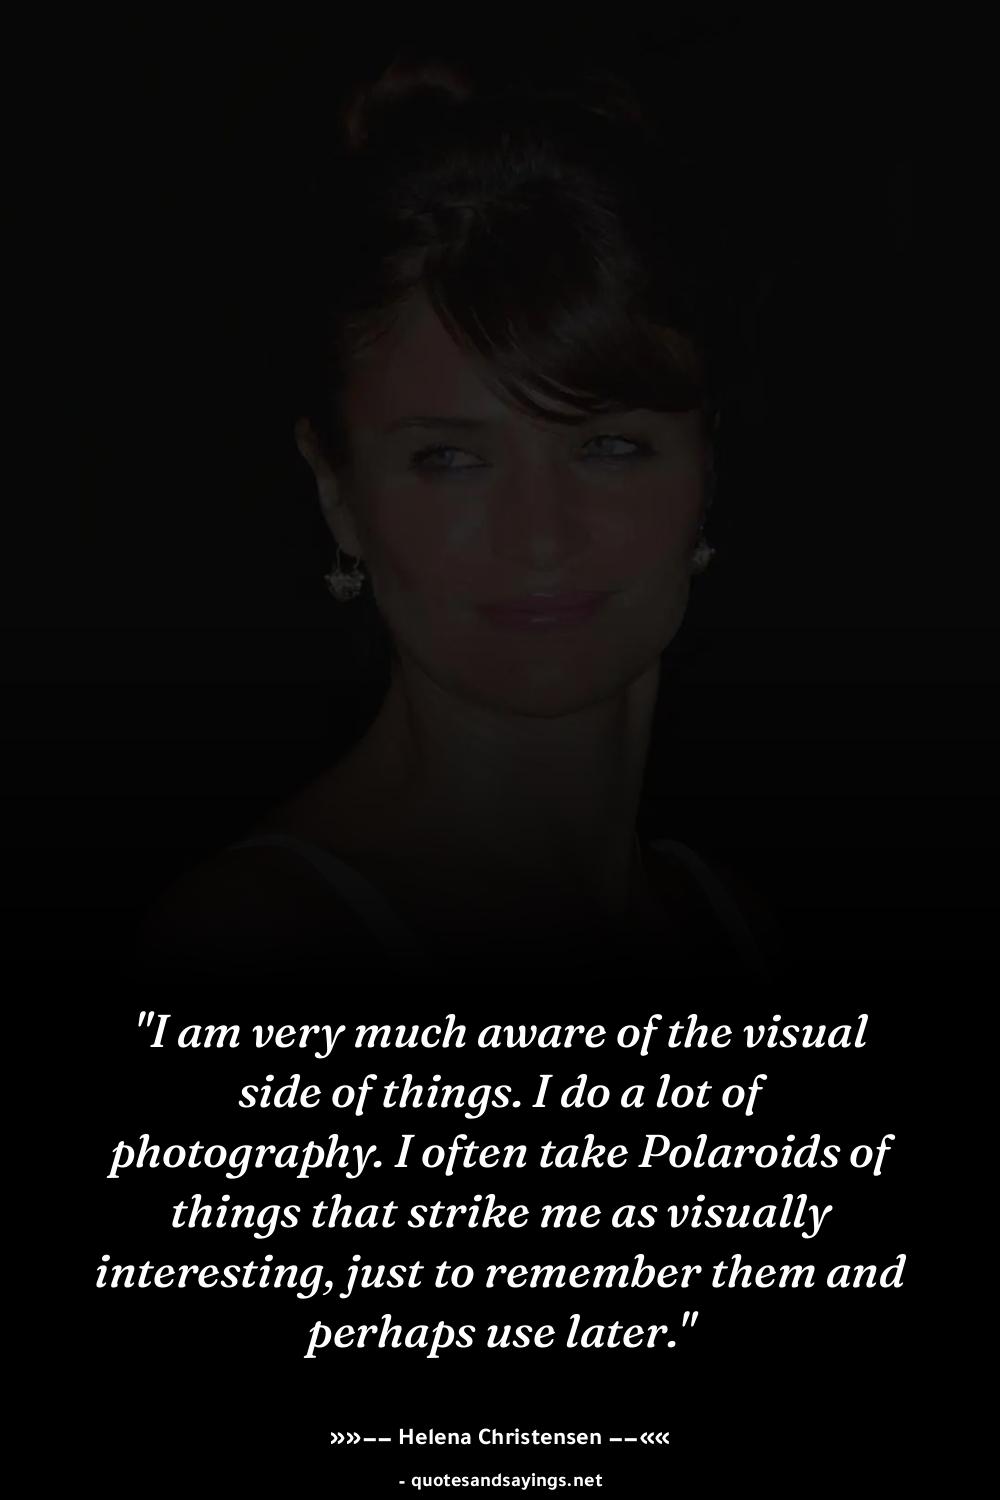 "I am very much aware of the visual
side of things. I do a lot of
photography. I often take Polaroids of
things that strike me as visually
interesting, just to remember them and
perhaps use later."
»»−− Helena Christensen −−««
- quotesandsayings.net